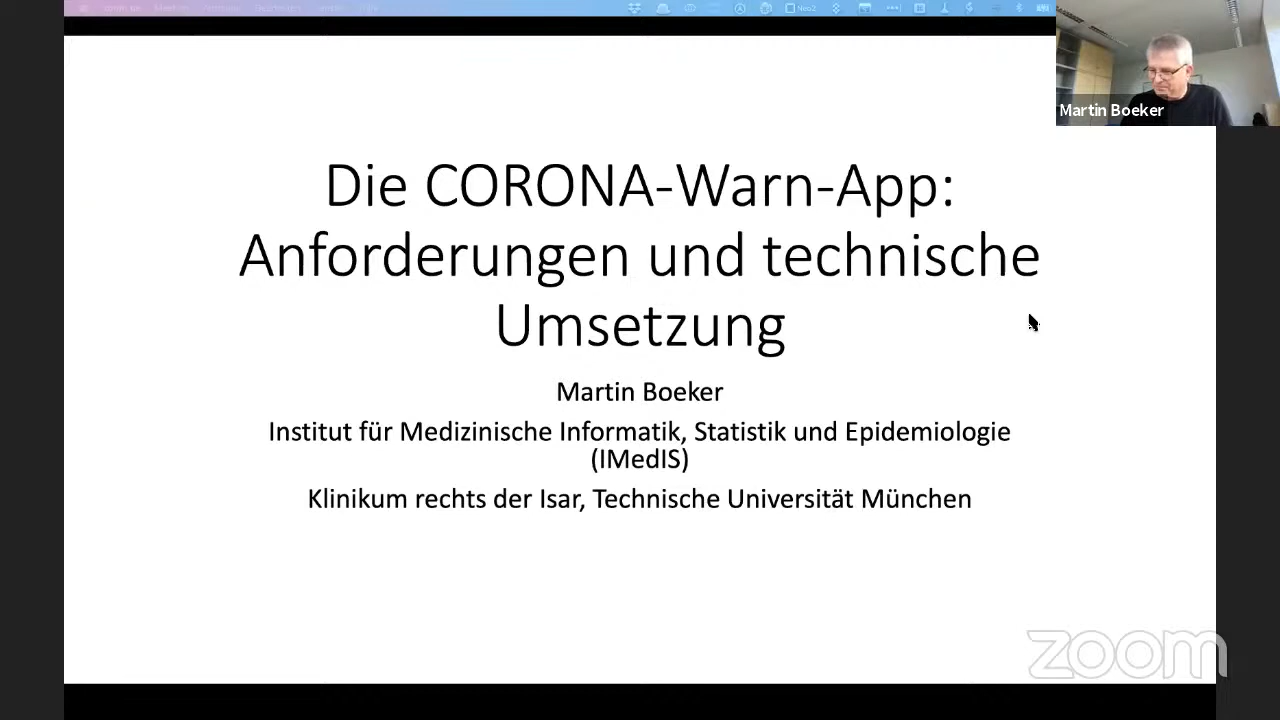 Martin Boeker
Die CORONA-Warn-App:
Anforderungen und technische
Umsetzung
Martin Boeker
Institut für Medizinische Informatik, Statistik und Epidemiologie
(IMedIS)
Klinikum rechts der Isar, Technische Universität München
zoom